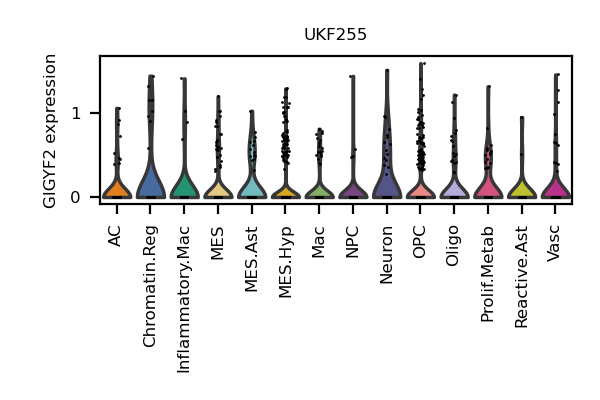 UKF255
GIGYF2 expression
1
0
AC
Chromatin.Reg
Inflammatory.Mac
MES
MES.Ast
MES.Hyp
Mac
NPC
Neuron
OPC
Oligo
Prolif.Metab
Reactive.Ast
Vasc